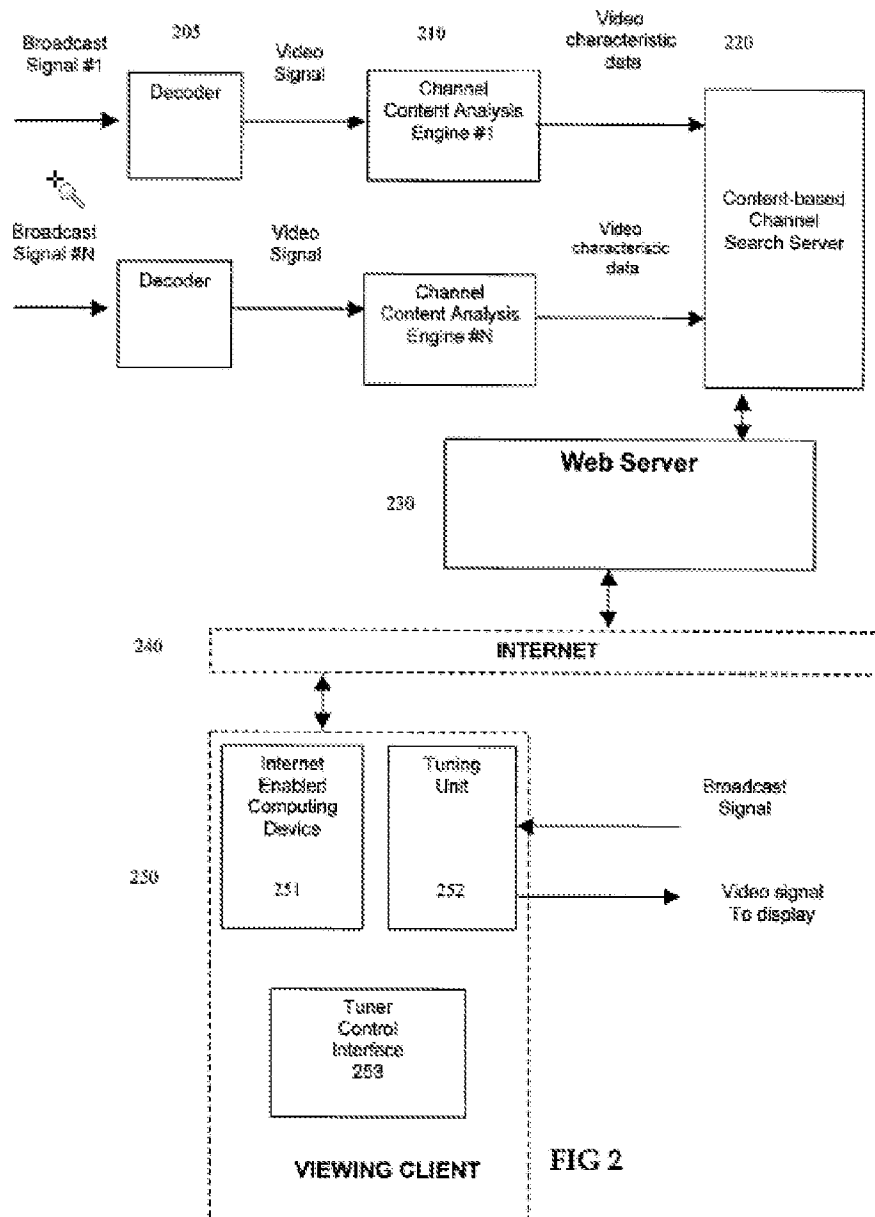 Broadcast
Signal #1
205
Video
Signal
210
Video
characteristic
data
220
Decoder
Channel
Content Analysis
Engine #1
Content-based
Channel
Search Server
Broadcast
Signal #N
Video
Signal
Video
characteristic
data
Decoder
Channel
Content Analysis
Engine #N
Web Server
230
240
INTERNET
Internet
Enabled
Computing
Device
251
Tuning
Unit
252
Broadcast
Signal
250
Video signal
To display
Tuner
Control
Interface
253
VIEWING CLIENT
FIG 2